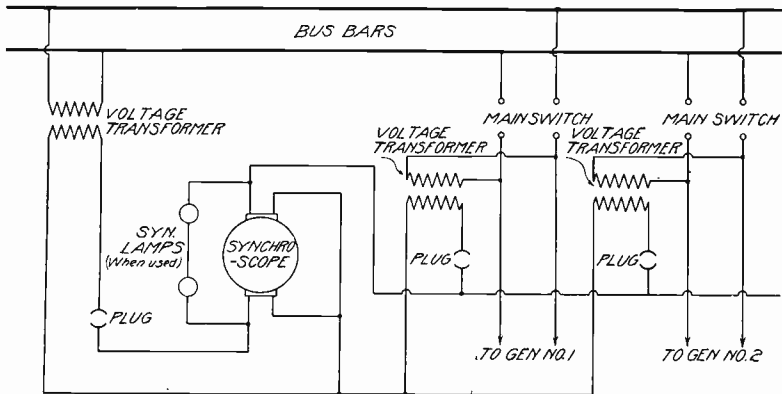 BUS BARS
VOLTAGE
TRANSFORMER
SYN.
LAMPS
(When used)
SYNCHRO
-SCOPE
PLUG
VOLTAGE
TRANSFORMER
MAIN SWITCH
PLUG
TO GEN NO.1
VOLTAGE
TRANSFORMER
MAIN SWITCH
PLUG
TO GEN NO.2